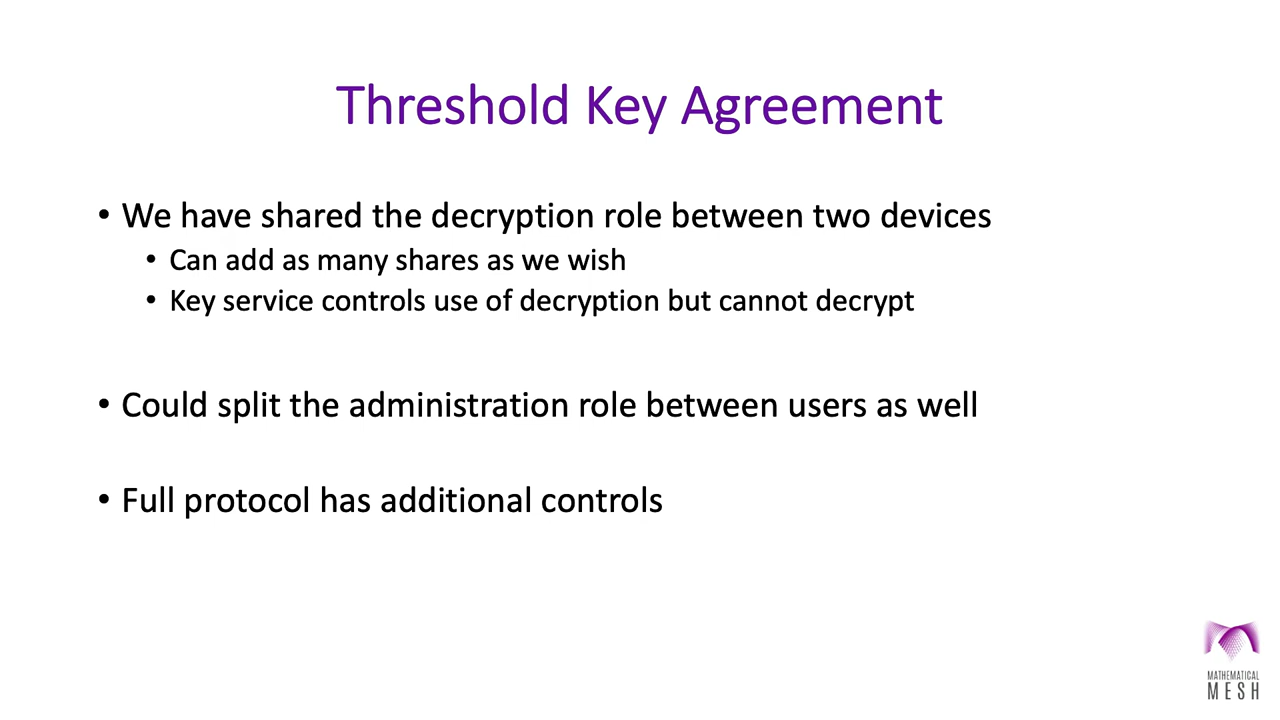 Threshold Key Agreement
• We have shared the decryption role between two devices
• Can add as many shares as we wish
• Key service controls use of decryption but cannot decrypt
• Could split the administration role between users as well
• Full protocol has additional controls
MATHEMATICAL
MESH